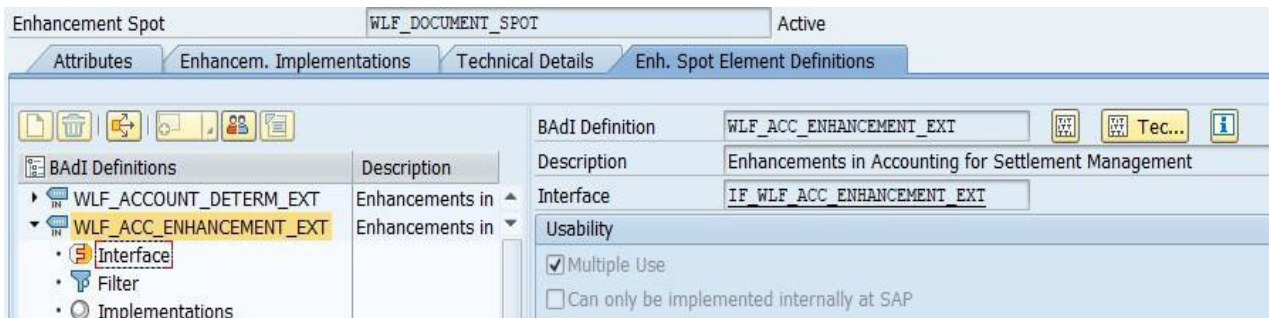 Enhancement Spot WLF_DOCUMENT_SPOT Active
Attributes Enhancem. Implementations Technical Details Enh. Spot Element Definitions
BAdI Definitions Description
WLF_ACCOUNT_DETERM_EXT Enhancements in
WLF_ACC_ENHANCEMENT_EXT Enhancements in
Interface
Filter
Implementations
BAdI Definition WLF_ACC_ENHANCEMENT_EXT Tec...
Description Enhancements in Accounting for Settlement Management
Interface IF_WLF_ACC_ENHANCEMENT_EXT
Usability
Multiple Use
Can only be implemented internally at SAP